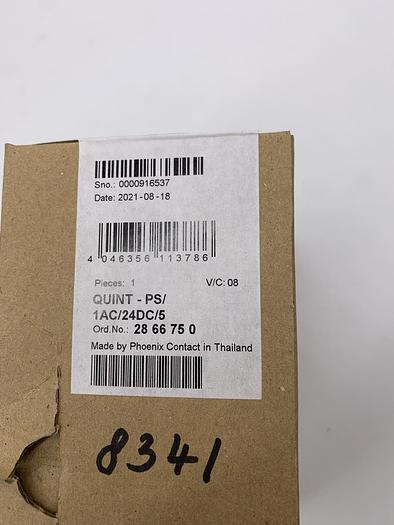 Sno.: 0000916537
Date: 2021-08-18
4 046356 113786
Pieces: 1 V/C: 08
QUINT - PS/
1AC/24DC/5
Ord.No.: 28 66 75 0
Made by Phoenix Contact in Thailand
8341